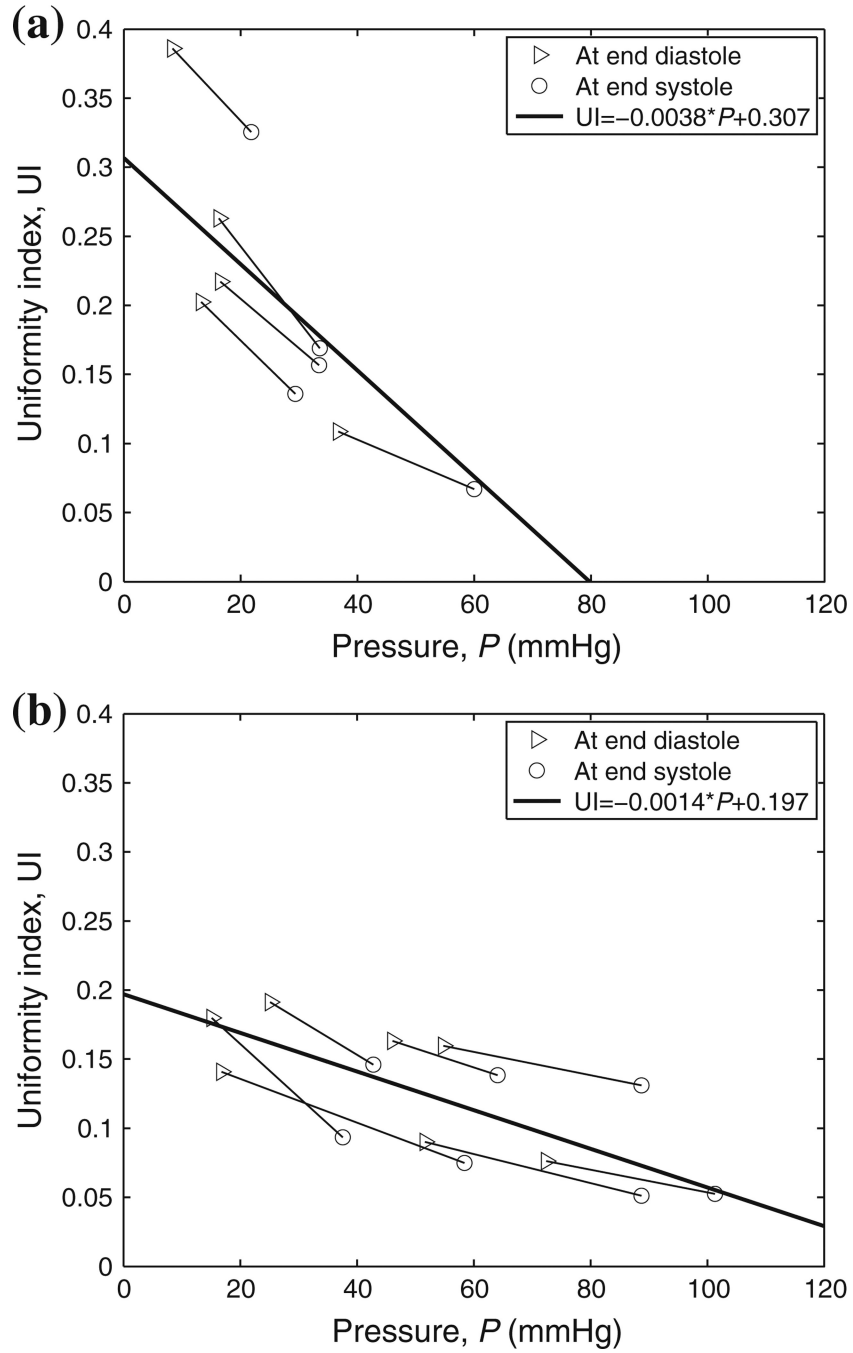 (a)
0.4
0.35
0.3
0.25
0.2
0.15
0.1
0.05
0
Uniformity index, UI
At end diastole
At end systole
UI=−0.0038*P+0.307
0 20 40 60 80 100 120
Pressure, P (mmHg)
(b)
0.4
0.35
0.3
0.25
0.2
0.15
0.1
0.05
0
Uniformity index, UI
At end diastole
At end systole
UI=−0.0014*P+0.197
0 20 40 60 80 100 120
Pressure, P (mmHg)